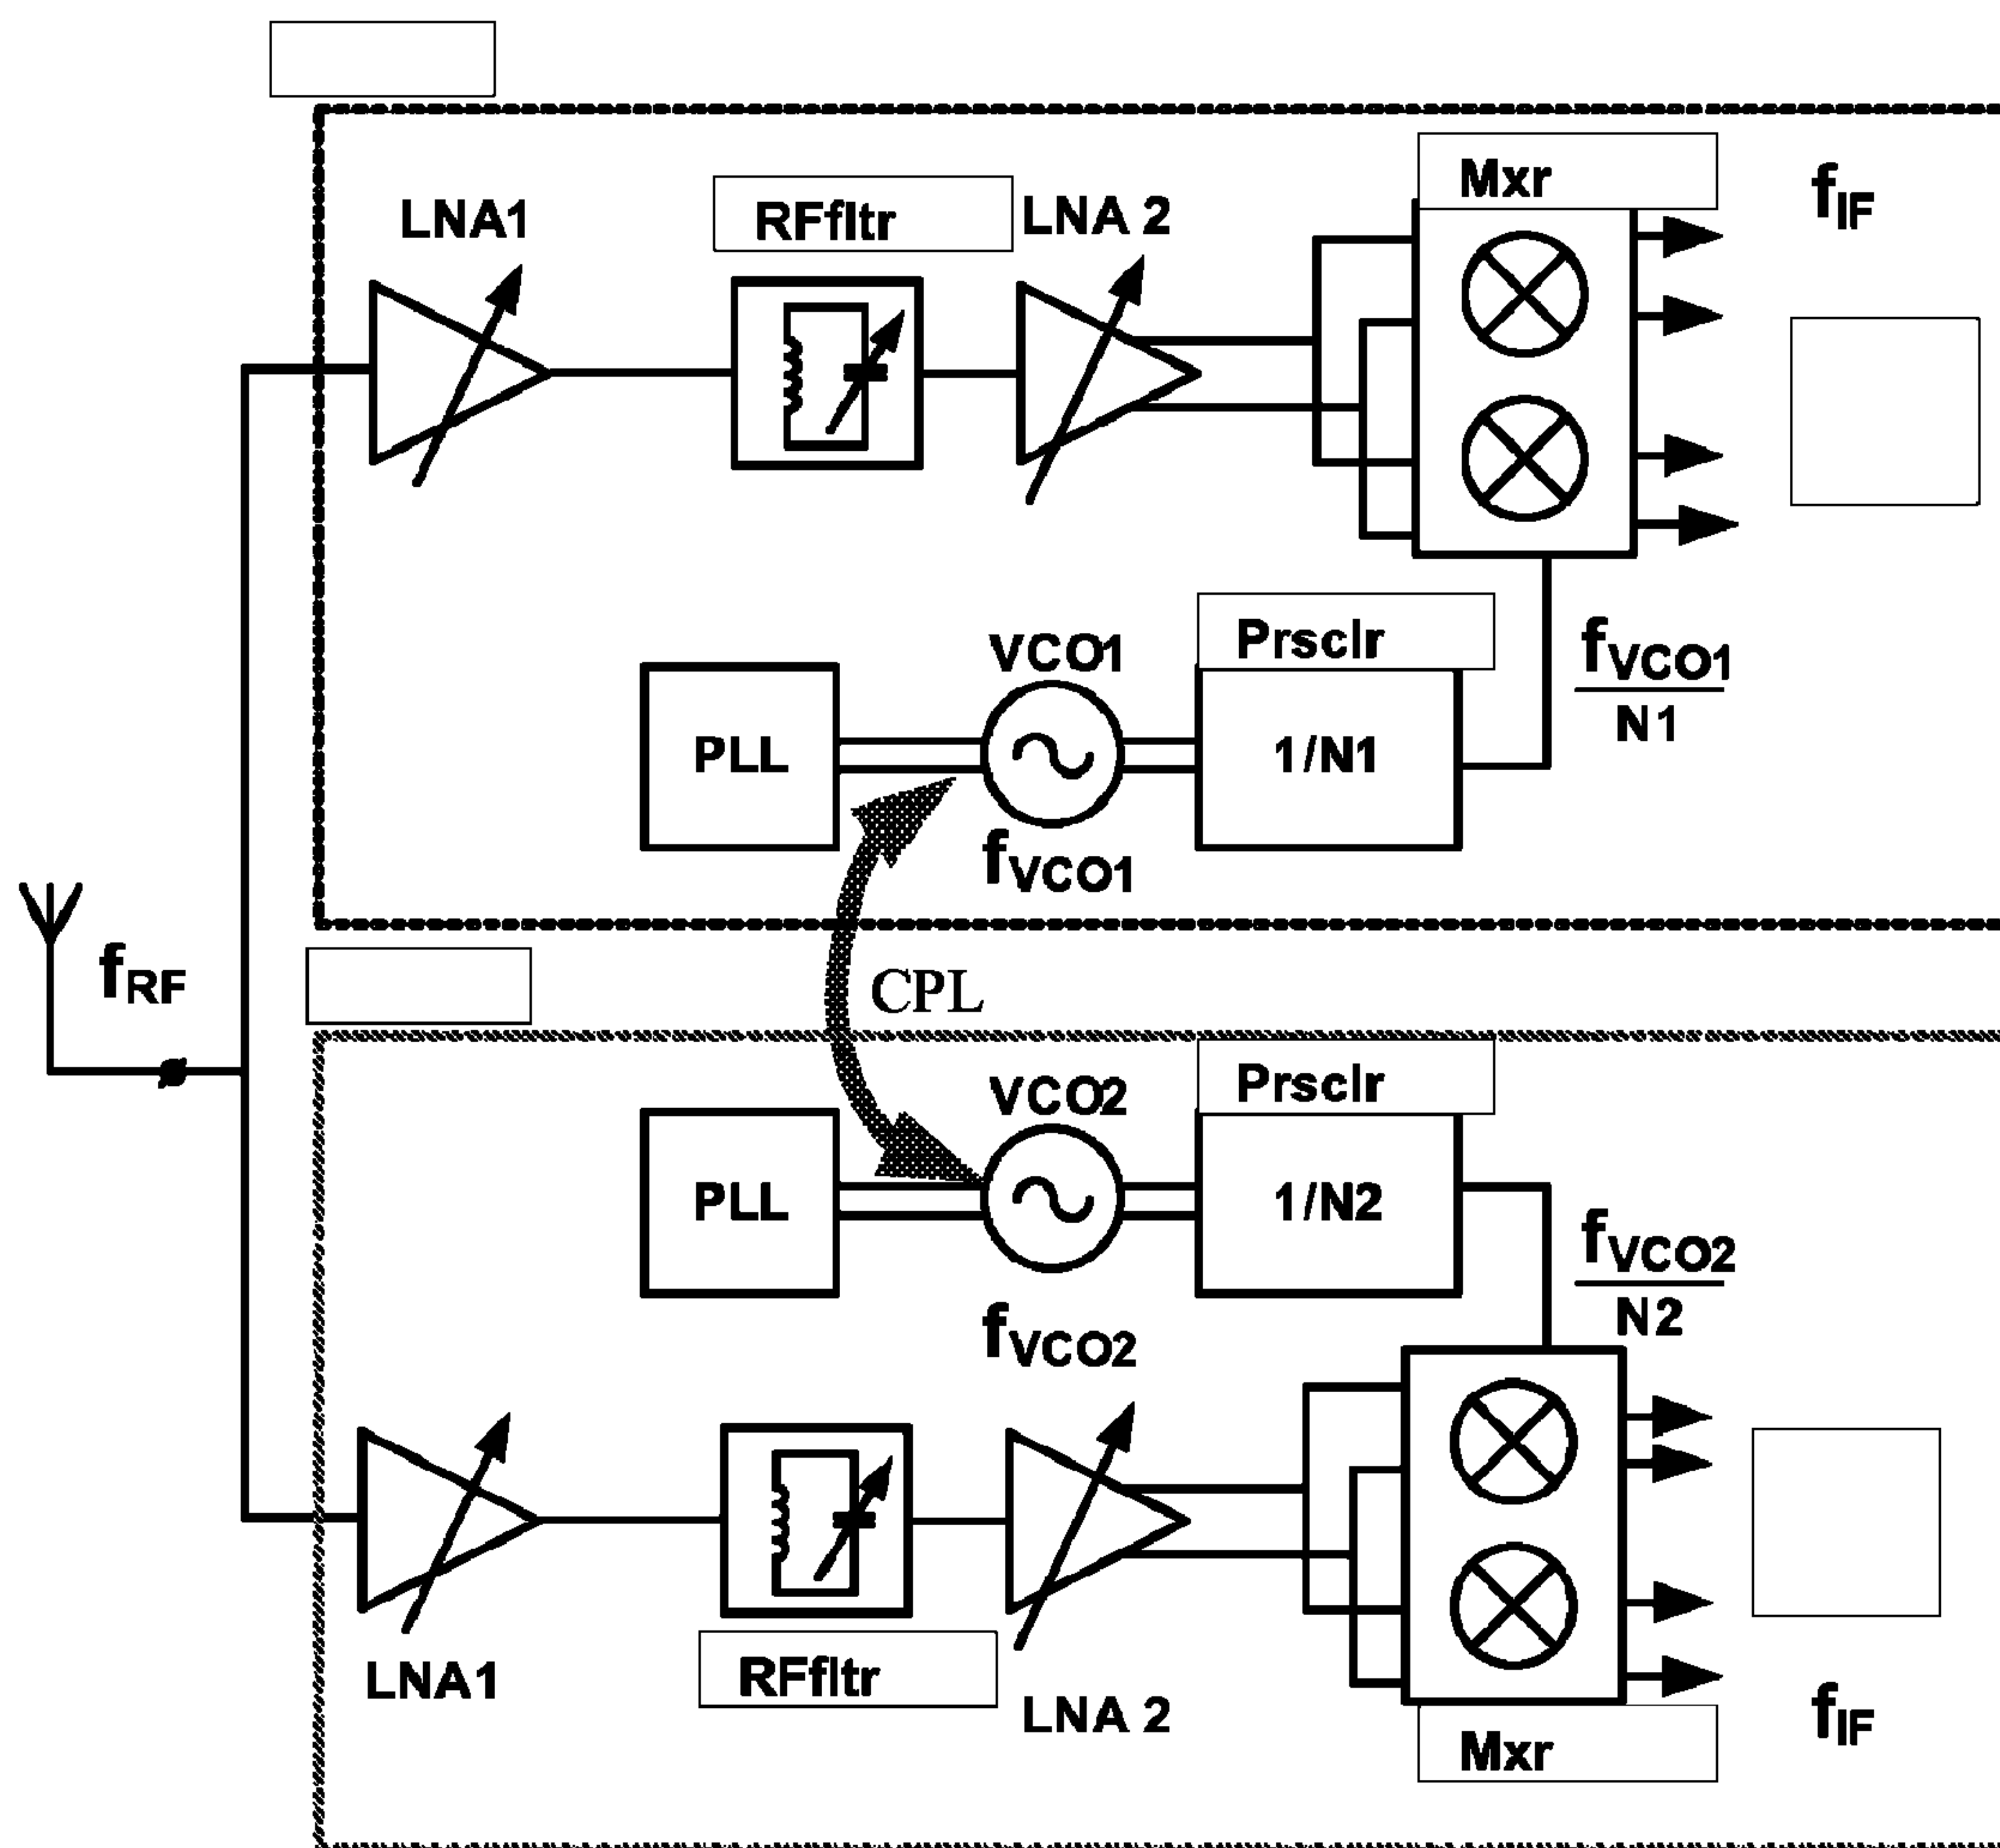 LNA1
RFfltr
LNA 2
Mxr
fIF
PLL
VCO1
fVCO1
Prsclr
1/N1
fVCO1
N1
fRF
CPL
PLL
VCO2
fVCO2
Prsclr
1/N2
fVCO2
N2
LNA1
RFfltr
LNA 2
Mxr
fIF